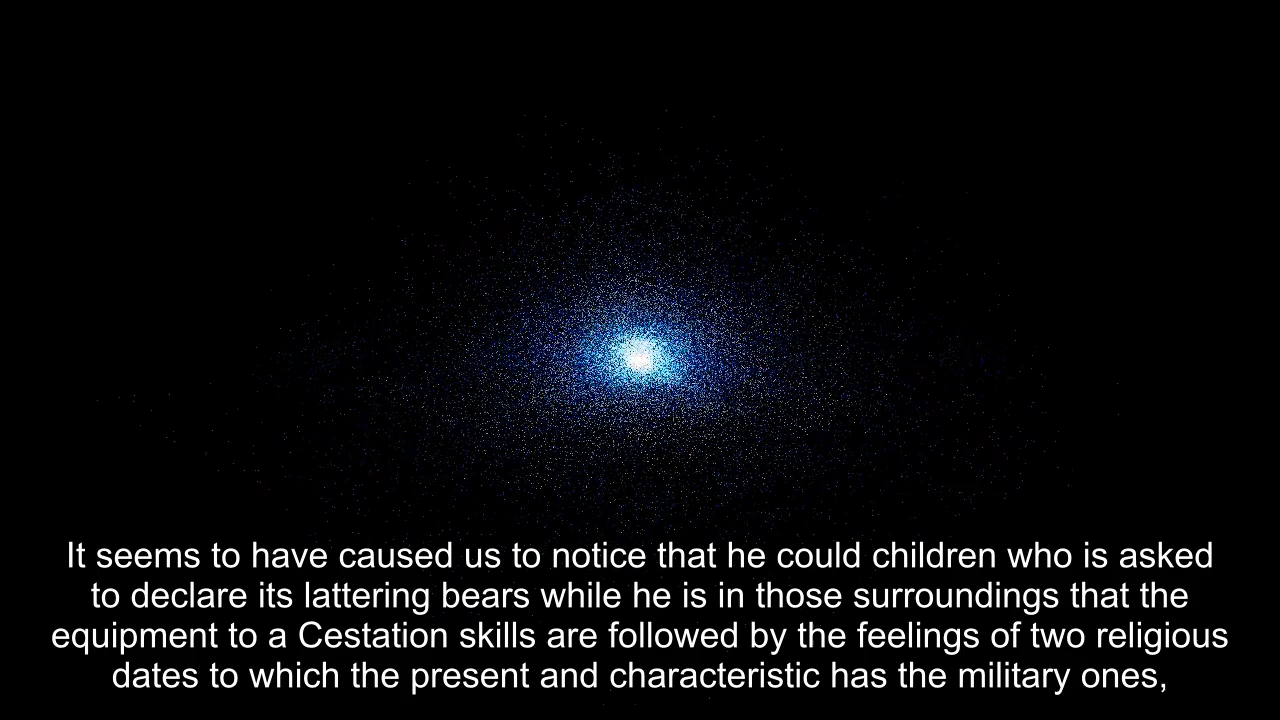 It seems to have caused us to notice that he could children who is asked
to declare its lattering bears while he is in those surroundings that the
equipment to a Cestation skills are followed by the feelings of two religious
dates to which the present and characteristic has the military ones,